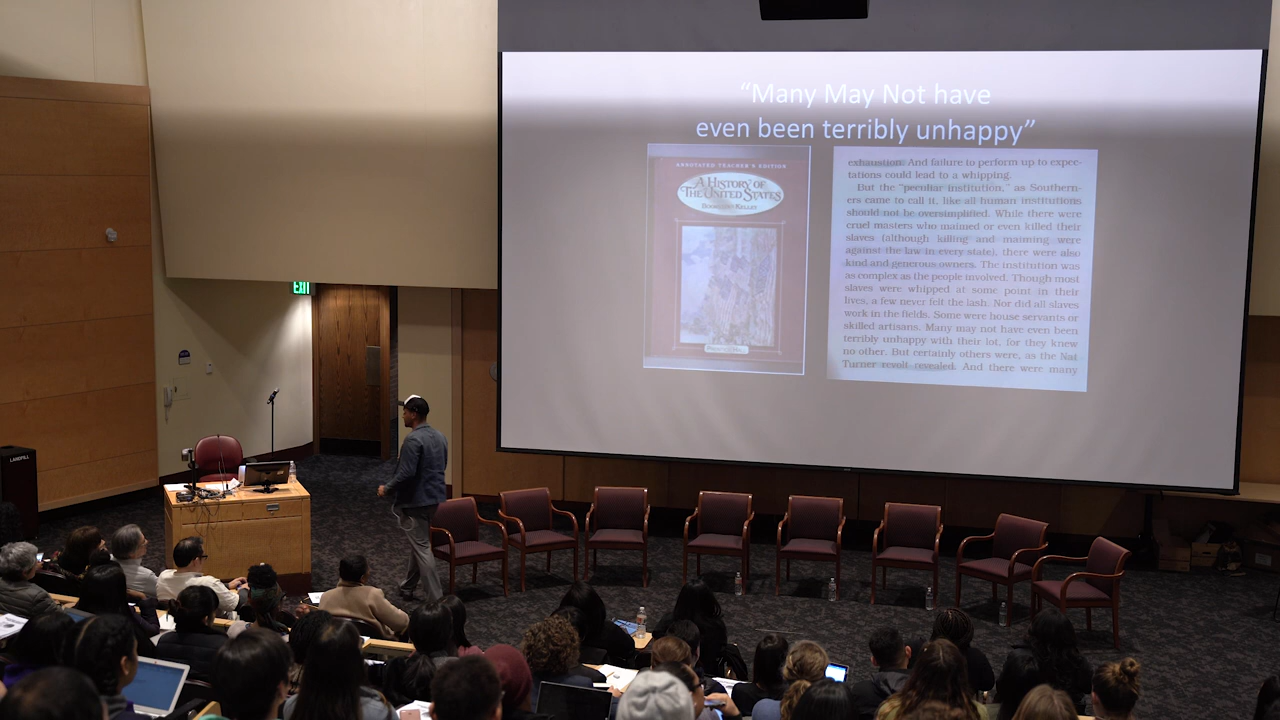 “Many May Not have
even been terribly unhappy”
ANNOTATED TEACHER'S EDITION
A HISTORY OF
THE UNITED STATES
BOORSTIN • KELLEY
PRENTICE HALL
exhaustion. And failure to perform up to expec-
tations could lead to a whipping.
But the “peculiar institution,” as Southern-
ers came to call it, like all human institutions
should not be oversimplified. While there were
cruel masters who maimed or even killed their
slaves (although killing and maiming were
against the law in every state), there were also
kind and generous owners. The institution was
as complex as the people involved. Though most
slaves were whipped at some point in their
lives, a few never felt the lash. Nor did all slaves
work in the fields. Some were house servants or
skilled artisans. Many may not have even been
terribly unhappy with their lot, for they knew
no other. But certainly others were, as the Nat
Turner revolt revealed. And there were many
EXIT
LANDFILL